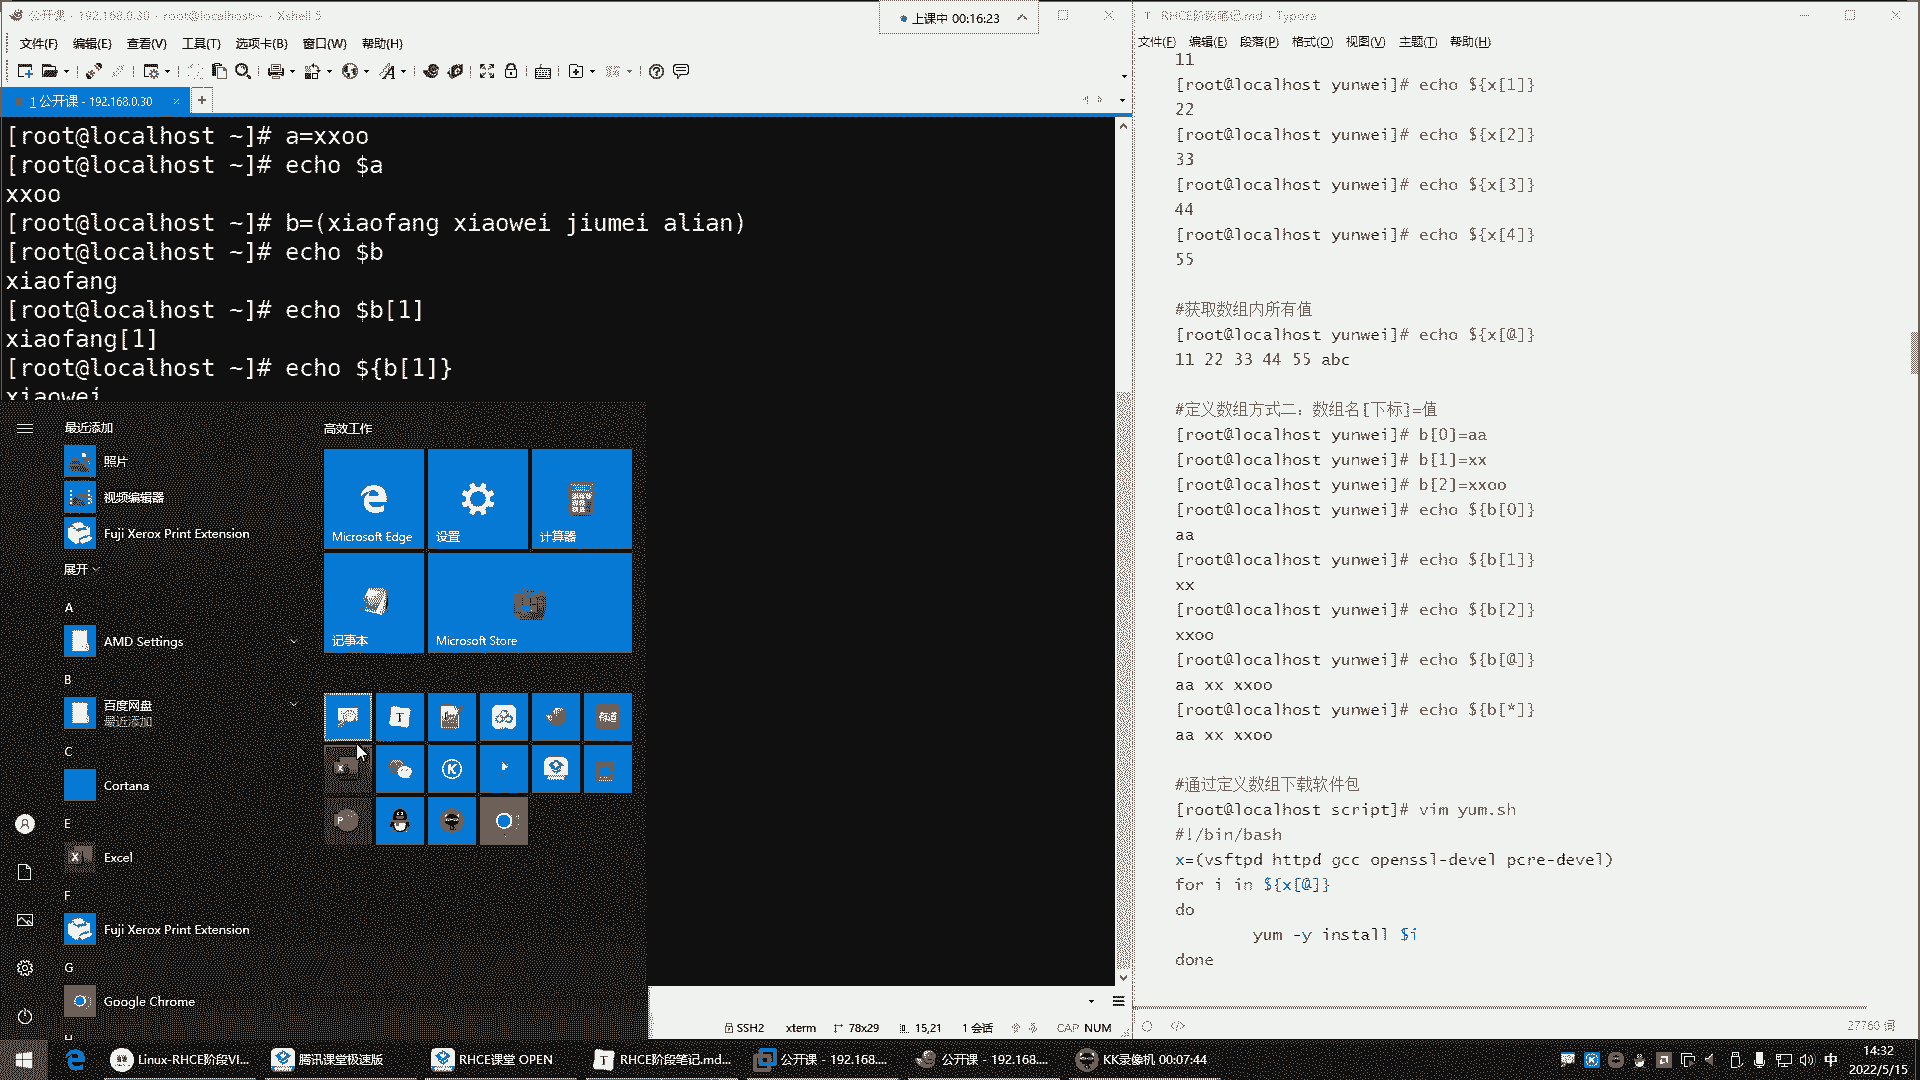 公开课 - 192.168.0.30 - root@localhost:~ - Xshell 5
上课中 00:16:23
文件(F) 编辑(E) 查看(V) 工具(T) 选项卡(B) 窗口(W) 帮助(H)
1 公开课 - 192.168.0.30
[root@localhost ~]# a=xxoo
[root@localhost ~]# echo $a
xxoo
[root@localhost ~]# b=(xiaofang xiaowei jiumei alian)
[root@localhost ~]# echo $b
xiaofang
[root@localhost ~]# echo $b[1]
xiaofang[1]
[root@localhost ~]# echo ${b[1]}
xiaowei
最近添加
照片
视频编辑器
Fuji Xerox Print Extension
展开
A
AMD Settings
B
百度网盘
最近添加
C
Cortana
E
Excel
F
Fuji Xerox Print Extension
G
Google Chrome
H
高效工作
Microsoft Edge
设置
计算器
记事本
Microsoft Store
SSH2 xterm 78x29 15,21 1 会话 CAP NUM
RHCE阶段笔记.md - Typora
文件(F) 编辑(E) 段落(P) 格式(O) 视图(V) 主题(T) 帮助(H)
11
[root@localhost yunwei]# echo ${x[1]}
22
[root@localhost yunwei]# echo ${x[2]}
33
[root@localhost yunwei]# echo ${x[3]}
44
[root@localhost yunwei]# echo ${x[4]}
55
#获取数组内所有值
[root@localhost yunwei]# echo ${x[@]}
11 22 33 44 55 abc
#定义数组方式二：数组名[下标]=值
[root@localhost yunwei]# b[0]=aa
[root@localhost yunwei]# b[1]=xx
[root@localhost yunwei]# b[2]=xxoo
[root@localhost yunwei]# echo ${b[0]}
aa
[root@localhost yunwei]# echo ${b[1]}
xx
[root@localhost yunwei]# echo ${b[2]}
xxoo
[root@localhost yunwei]# echo ${b[@]}
aa xx xxoo
[root@localhost yunwei]# echo ${b[*]}
aa xx xxoo
#通过定义数组下载软件包
[root@localhost script]# vim yum.sh
#!/bin/bash
x=(vsftpd httpd gcc openssl-devel pcre-devel)
for i in ${x[@]}
do
yum -y install $i
done
27760 词
Linux-RHCE阶段VI...
腾讯课堂极速版
RHCE课堂 OPEN
RHCE阶段笔记.md...
公开课 - 192.168....
公开课 - 192.168....
KK录像机 00:07:44
中
14:32
2022/5/15